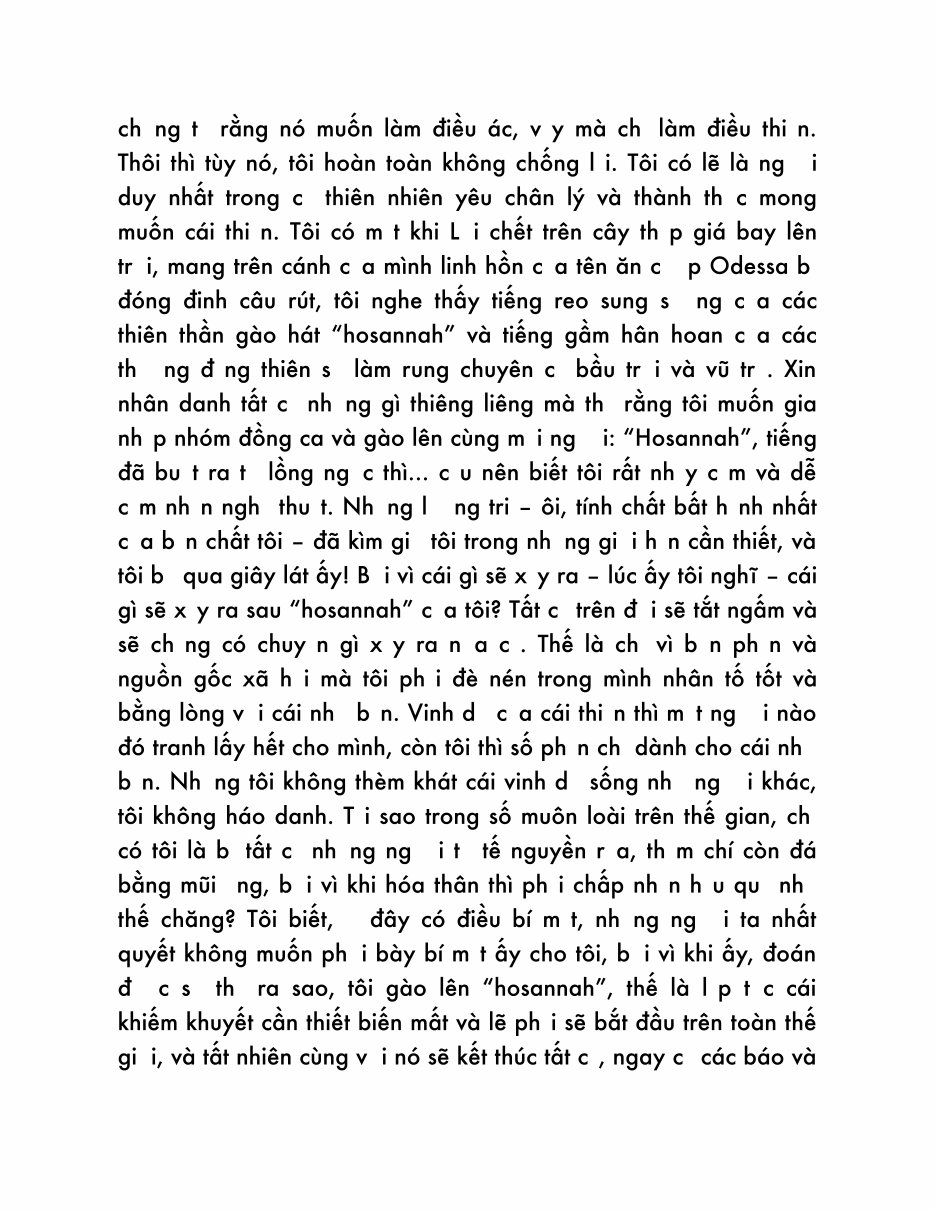 ch ng t  rằng nó muốn làm điều ác, v y mà ch  làm điều thi n.
Thôi thì tùy nó, tôi hoàn toàn không chống l i. Tôi có lẽ là ng  i
duy nhất trong c  thiên nhiên yêu chân lý và thành th c mong
muốn cái thi n. Tôi có m t khi L i chết trên cây th p giá bay lên
tr i, mang trên cánh c a mình linh hồn c a tên ăn c  p Odessa b
đóng đinh câu rút, tôi nghe thấy tiếng reo sung s  ng c a các
thiên thần gào hát “hosannah” và tiếng gầm hân hoan c a các
th  ng đ ng thiên s  làm rung chuyên c  bầu tr i và vũ tr . Xin
nhân danh tất c  nh ng gì thiêng liêng mà th  rằng tôi muốn gia
nh p nhóm đồng ca và gào lên cùng m i ng  i: “Hosannah”, tiếng
đã bu t ra t  lồng ng c thì... c u nên biết tôi rất nh y c m và dễ
c m nh n ngh  thu t. Nh ng l  ng tri – ôi, tính chất bất h nh nhất
c a b n chất tôi – đã kìm gi  tôi trong nh ng gi i h n cần thiết, và
tôi b  qua giây lát ấy! B i vì cái gì sẽ x y ra – lúc ấy tôi nghĩ – cái
gì sẽ x y ra sau “hosannah” c a tôi? Tất c  trên đ i sẽ tắt ngấm và
sẽ ch ng có chuy n gì x y ra n a c . Thế là ch  vì b n ph n và
nguồn gốc xã h i mà tôi ph i đè nén trong mình nhân tố tốt và
bằng lòng v i cái nh  b n. Vinh d  c a cái thi n thì m t ng  i nào
đó tranh lấy hết cho mình, còn tôi thì số ph n ch  dành cho cái nh
b n. Nh ng tôi không thèm khát cái vinh d  sống nh  ng  i khác,
tôi không háo danh. T i sao trong số muôn loài trên thế gian, ch
có tôi là b  tất c  nh ng ng  i t  tế nguyền r a, th m chí còn đá
bằng mũi  ng, b i vì khi hóa thân thì ph i chấp nh n h u qu  nh
thế chăng? Tôi biết,  đây có điều bí m t, nh ng ng  i ta nhất
quyết không muốn ph i bày bí m t ấy cho tôi, b i vì khi ấy, đoán
đ  c s  th  ra sao, tôi gào lên “hosannah”, thế là l p t c cái
khiếm khuyết cần thiết biến mất và lẽ ph i sẽ bắt đầu trên toàn thế
gi i, và tất nhiên cùng v i nó sẽ kết thúc tất c , ngay c  các báo và